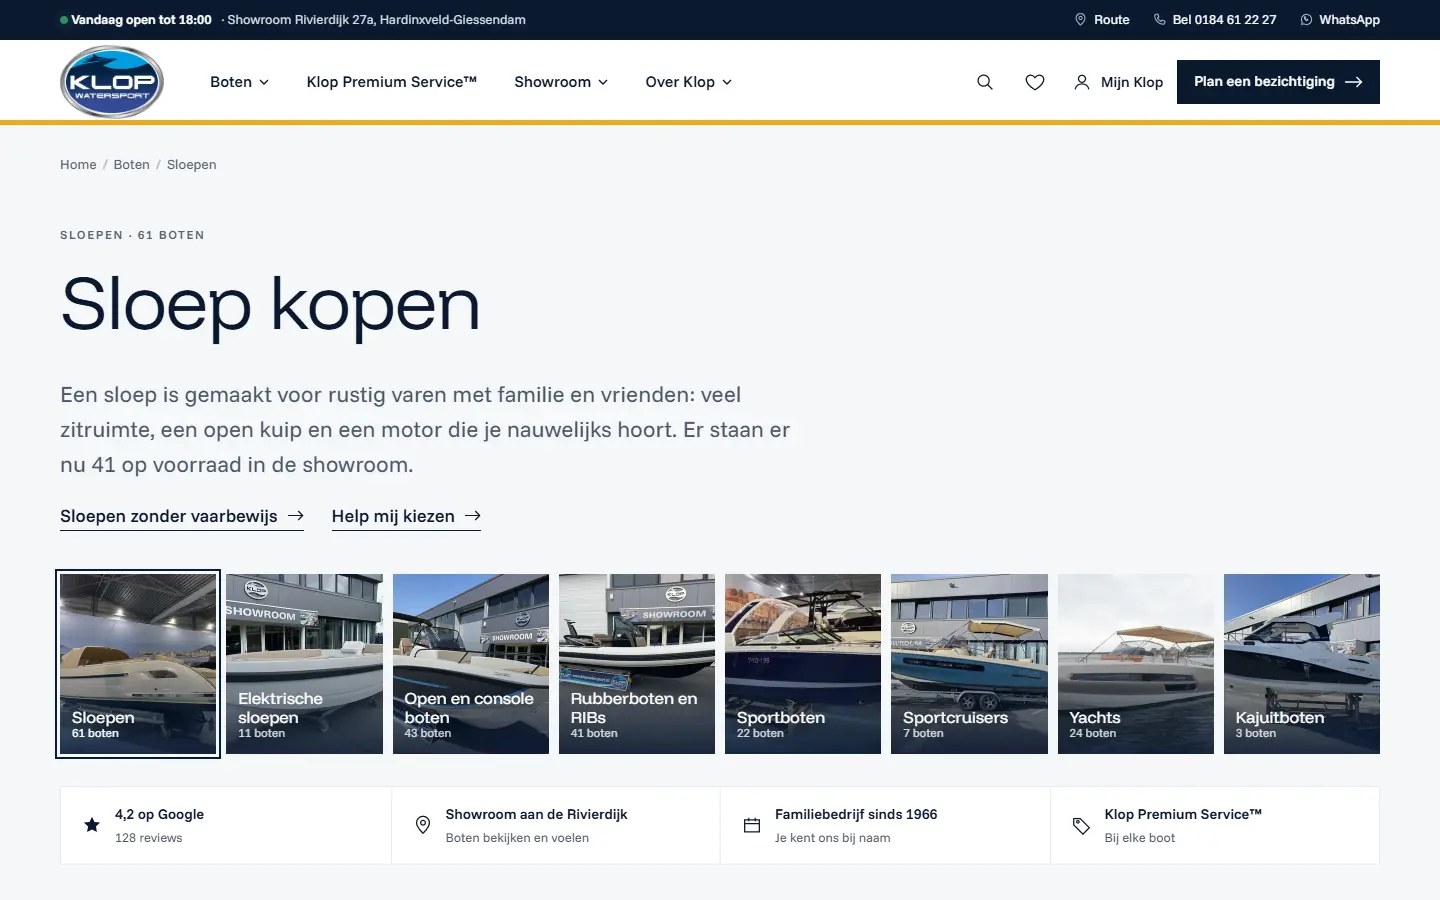 Vandaag open tot 18:00 · Showroom Rivierdijk 27a, Hardinxveld-Giessendam
Route
Bel 0184 61 22 27
WhatsApp
KLOP
WATERSPORT
Boten
Klop Premium Service™
Showroom
Over Klop
Mijn Klop
Plan een bezichtiging
Home / Boten / Sloepen
SLOEPEN · 61 BOTEN
Sloep kopen
Een sloep is gemaakt voor rustig varen met familie en vrienden: veel
zitruimte, een open kuip en een motor die je nauwelijks hoort. Er staan er
nu 41 op voorraad in de showroom.
Sloepen zonder vaarbewijs
Help mij kiezen
Sloepen
61 boten
SHOWROOM
Elektrische
sloepen
11 boten
SHOWROOM
Open en console
boten
43 boten
SHOWROOM
Rubberboten en
RIBs
41 boten
Sportboten
22 boten
Sportcruisers
7 boten
Yachts
24 boten
Kajuitboten
3 boten
4,2 op Google
128 reviews
Showroom aan de Rivierdijk
Boten bekijken en voelen
Familiebedrijf sinds 1966
Je kent ons bij naam
Klop Premium Service™
Bij elke boot